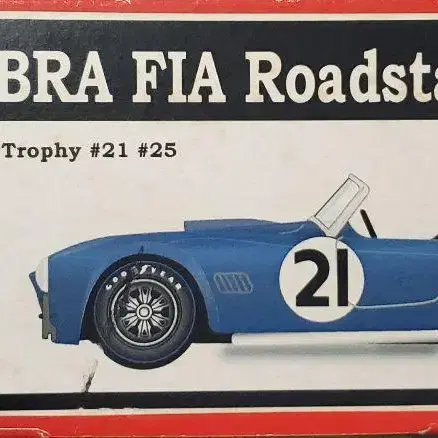 BRA FIA Roadsta
Trophy #21 #25
GOODYEAR
21